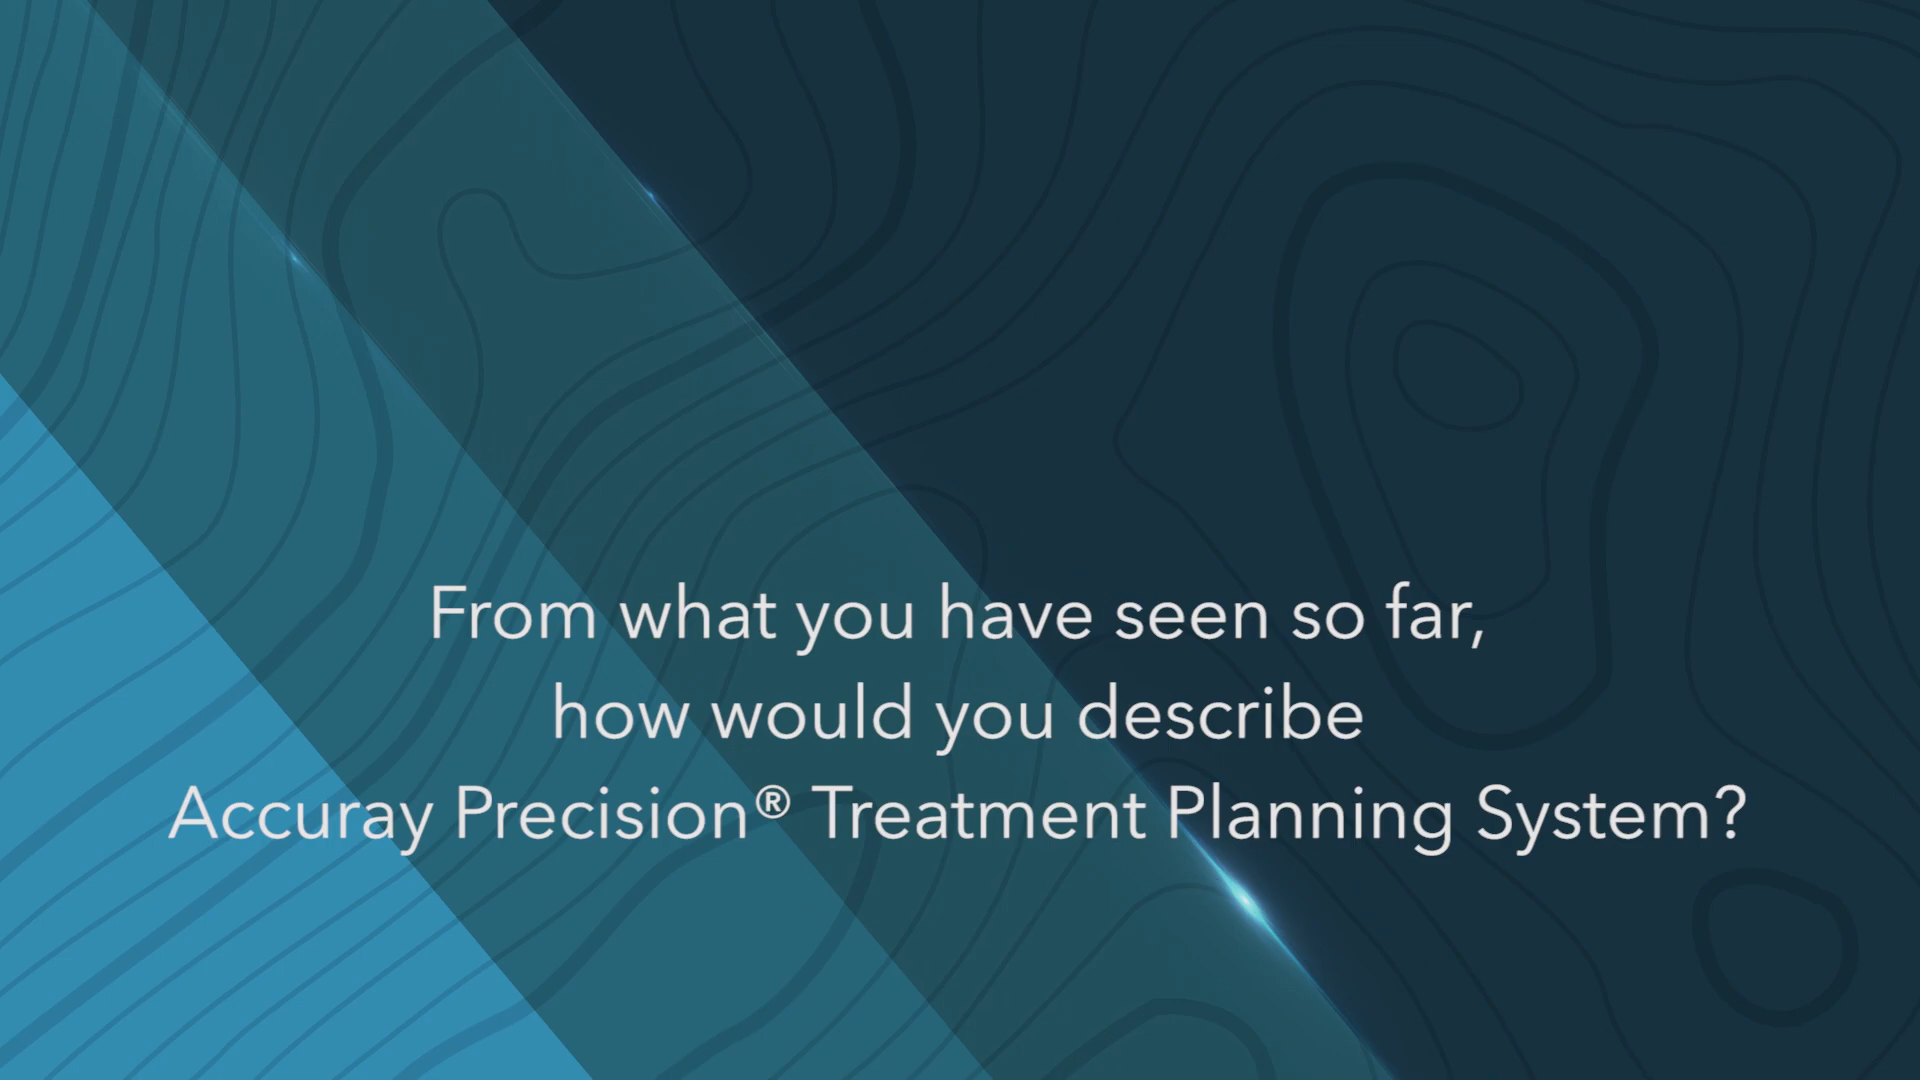 From what you have seen so far,
how would you describe
Accuray Precision® Treatment Planning System?